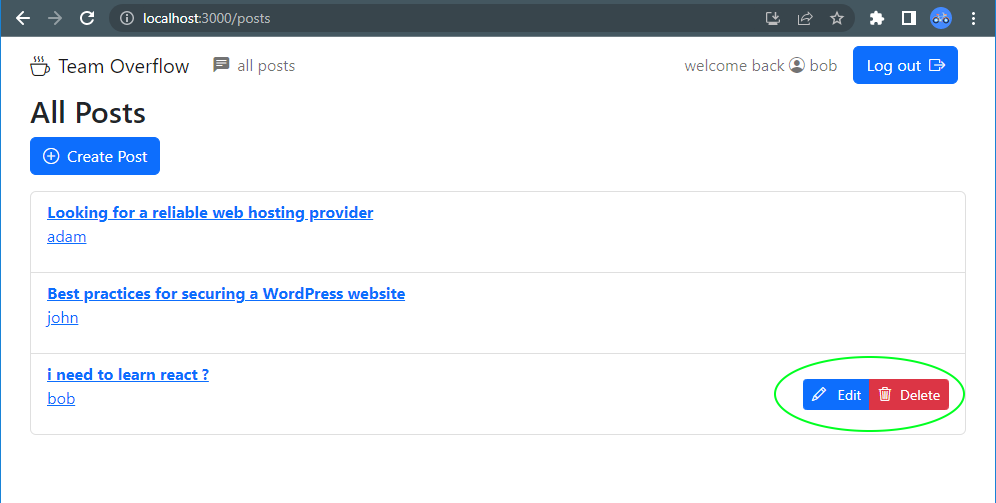 localhost:3000/posts
Team Overflow all posts welcome back bob Log out
All Posts
Create Post
Looking for a reliable web hosting provider
adam
Best practices for securing a WordPress website
john
i need to learn react ?
bob
Edit Delete